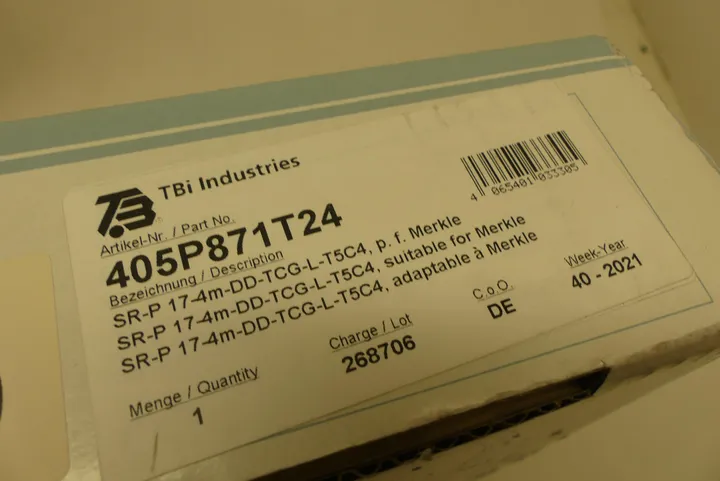 TBi Industries
4 065401 033305
Artikel-Nr. / Part No.
405P871T24
Bezeichnung / Description
SR-P 17-4m-DD-TCG-L-T5C4, p. f. Merkle
SR-P 17-4m-DD-TCG-L-T5C4, suitable for Merkle
SR-P 17-4m-DD-TCG-L-T5C4, adaptable à Merkle
Menge / Quantity
1
Charge / Lot
268706
C.o.O.
DE
Week-Year
40 - 2021